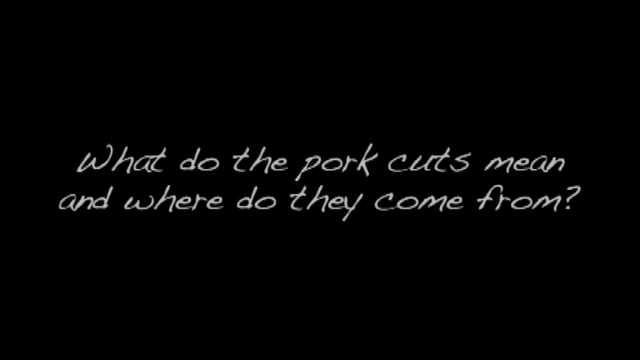 What do the pork cuts mean
and where do they come from?